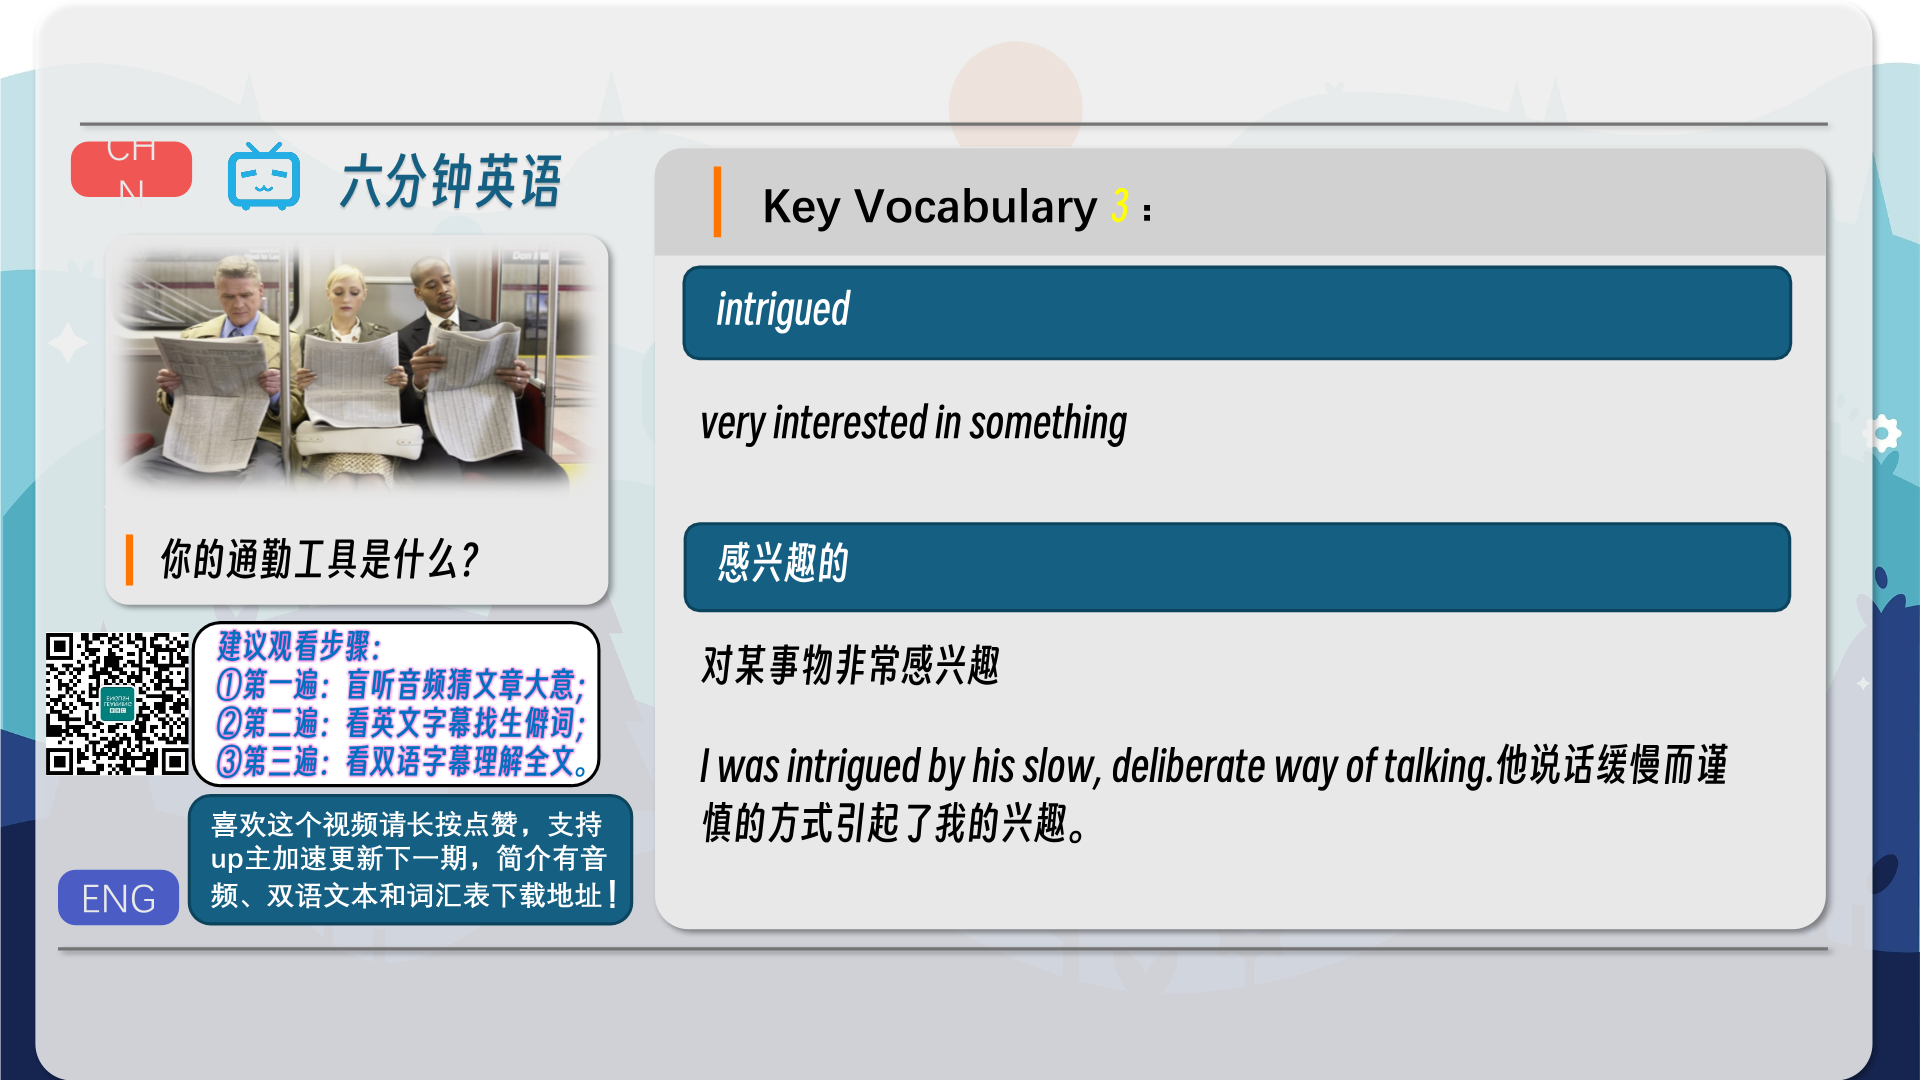 CH
N
六分钟英语
你的通勤工具是什么?
建议观看步骤:
①第一遍: 盲听音频猜文章大意;
②第二遍: 看英文字幕找生僻词;
③第三遍: 看双语字幕理解全文。
喜欢这个视频请长按点赞，支持
up主加速更新下一期，简介有音
频、双语文本和词汇表下载地址！
ENG
Key Vocabulary 3：
intrigued
very interested in something
感兴趣的
对某事物非常感兴趣
I was intrigued by his slow, deliberate way of talking.他说话缓慢而谨
慎的方式引起了我的兴趣。